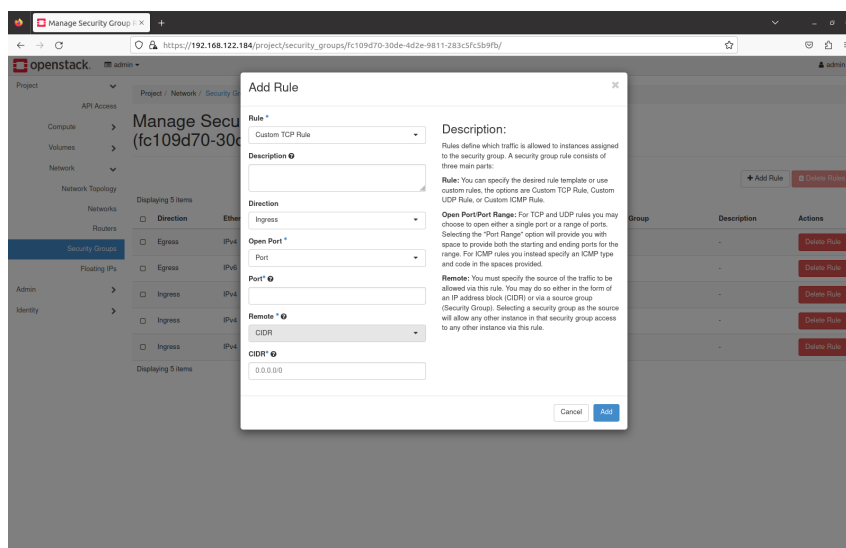 Manage Security Group R
https://192.168.122.184/project/security_groups/fc109d70-30de-4d2e-9811-283c5fc5b9fb/
openstack.
admin
admin
Project
API Access
Compute
Volumes
Network
Network Topology
Networks
Routers
Security Groups
Floating IPs
Admin
Identity
Project / Network / Security Gr
Manage Secu
(fc109d70-30d
+ Add Rule
Delete Rules
Displaying 5 items
Direction
Ether
Group
Description
Actions
Egress IPv4 - Delete Rule
Egress IPv6 - Delete Rule
Ingress IPv4 - Delete Rule
Ingress IPv4 - Delete Rule
Ingress IPv4 - Delete Rule
Displaying 5 items
Add Rule
Rule *
Custom TCP Rule
Description
Direction
Ingress
Open Port *
Port
Port*
Remote *
CIDR
CIDR*
0.0.0.0/0
Description:
Rules define which traffic is allowed to instances assigned
to the security group. A security group rule consists of
three main parts:
Rule: You can specify the desired rule template or use
custom rules, the options are Custom TCP Rule, Custom
UDP Rule, or Custom ICMP Rule.
Open Port/Port Range: For TCP and UDP rules you may
choose to open either a single port or a range of ports.
Selecting the "Port Range" option will provide you with
space to provide both the starting and ending ports for the
range. For ICMP rules you instead specify an ICMP type
and code in the spaces provided.
Remote: You must specify the source of the traffic to be
allowed via this rule. You may do so either in the form of
an IP address block (CIDR) or via a source group
(Security Group). Selecting a security group as the source
will allow any other instance in that security group access
to any other instance via this rule.
Cancel
Add